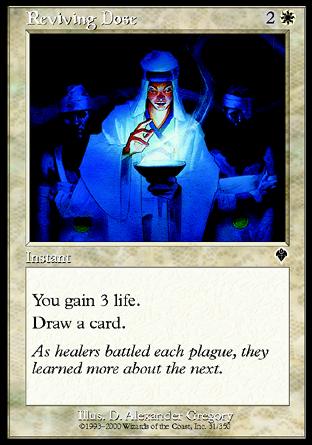 Reviving Dose 2
Instant
You gain 3 life.
Draw a card.
As healers battled each plague, they
learned more about the next.
Illus. D. Alexander Gregory
©1993–2000 Wizards of the Coast, Inc. 31/350